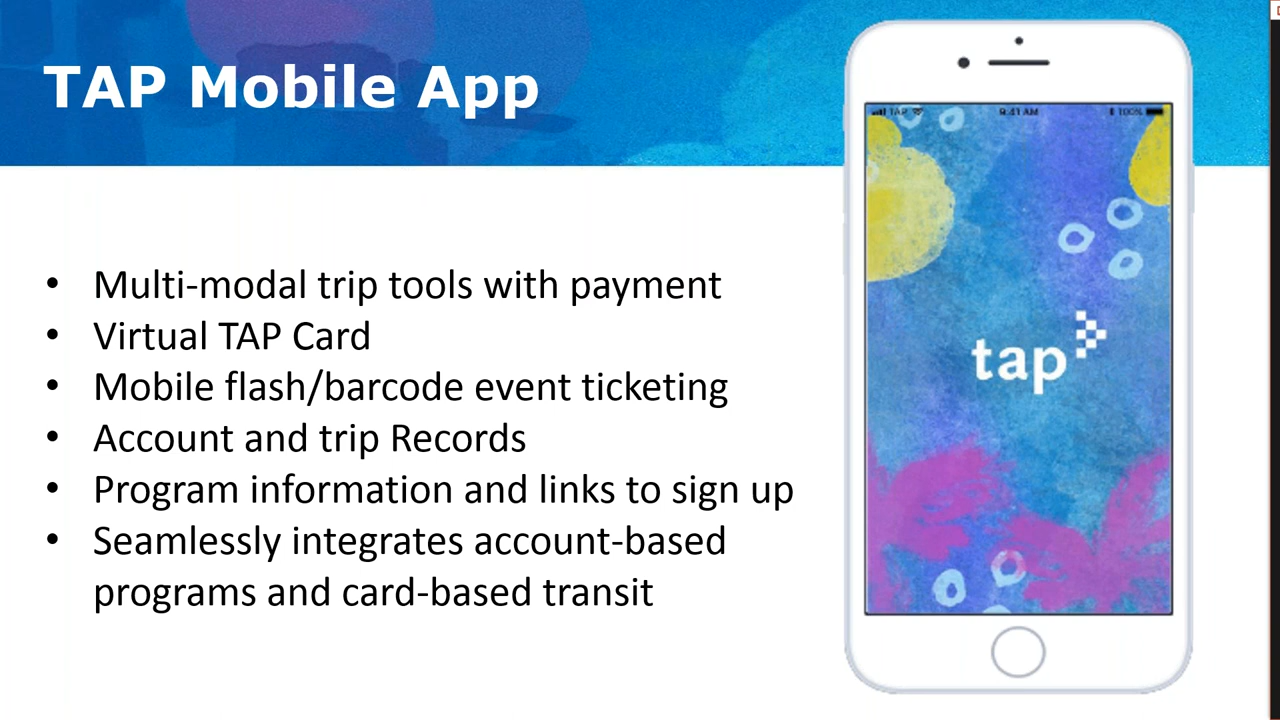 TAP Mobile App
TAP 9:41 AM 100%
tap
• Multi-modal trip tools with payment
• Virtual TAP Card
• Mobile flash/barcode event ticketing
• Account and trip Records
• Program information and links to sign up
• Seamlessly integrates account-based
programs and card-based transit